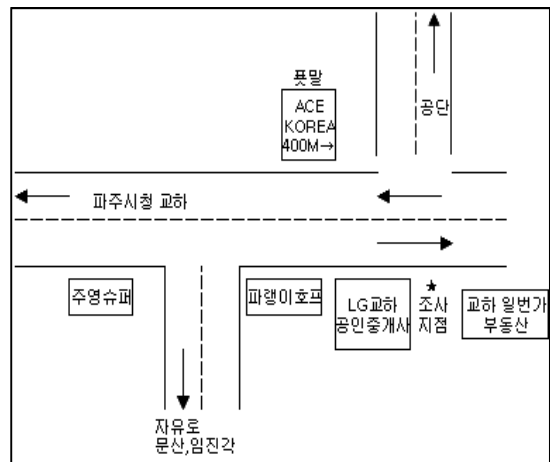 푯말
ACE
KOREA
400M→
공단
파주시청 교하
주영슈퍼
파랭이호프
LG교하
공인중개사
★
조사
지점
교하 일번가
부동산
자유로
문산,임진각